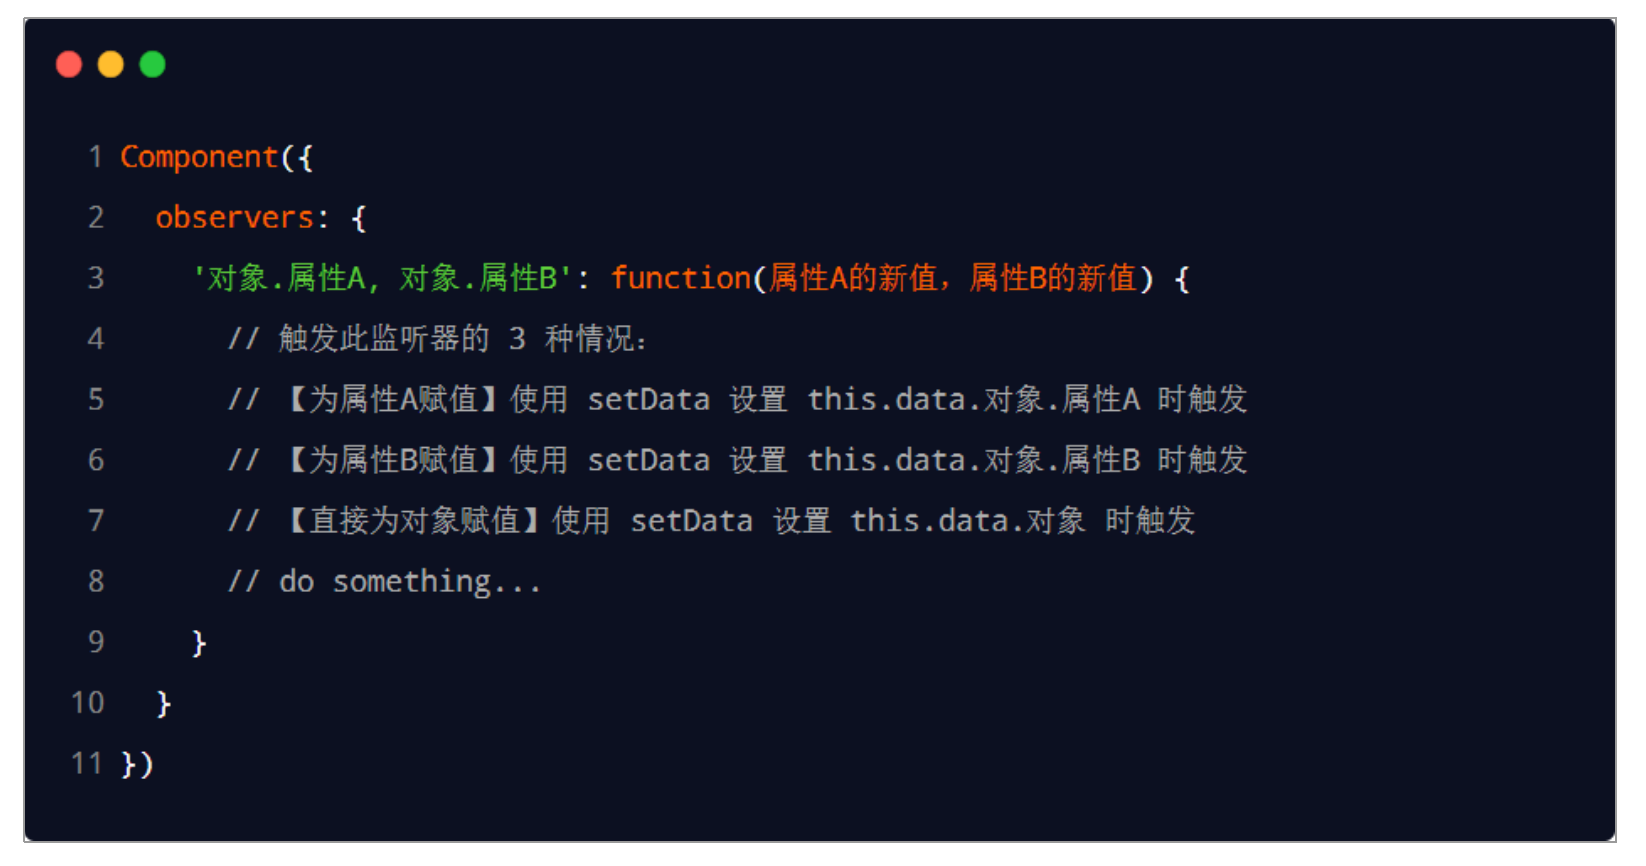 1 Component({
2 observers: {
3 '对象.属性A, 对象.属性B': function(属性A的新值, 属性B的新值) {
4 // 触发此监听器的 3 种情况:
5 // 【为属性A赋值】使用 setData 设置 this.data.对象.属性A 时触发
6 // 【为属性B赋值】使用 setData 设置 this.data.对象.属性B 时触发
7 // 【直接为对象赋值】使用 setData 设置 this.data.对象 时触发
8 // do something...
9 }
10 }
11 })